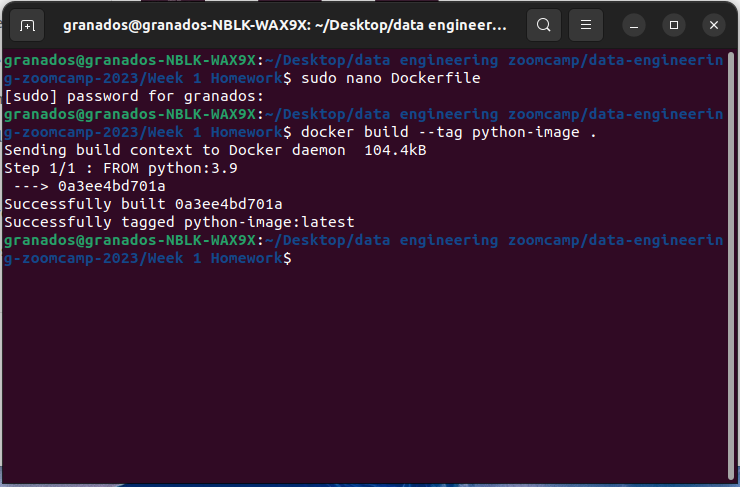 granados@granados-NBLK-WAX9X: ~/Desktop/data engineer...
granados@granados-NBLK-WAX9X:~/Desktop/data engineering zoomcamp/data-engineerin
g-zoomcamp-2023/Week 1 Homework$ sudo nano Dockerfile
[sudo] password for granados:
granados@granados-NBLK-WAX9X:~/Desktop/data engineering zoomcamp/data-engineerin
g-zoomcamp-2023/Week 1 Homework$ docker build --tag python-image .
Sending build context to Docker daemon  104.4kB
Step 1/1 : FROM python:3.9
 ---> 0a3ee4bd701a
Successfully built 0a3ee4bd701a
Successfully tagged python-image:latest
granados@granados-NBLK-WAX9X:~/Desktop/data engineering zoomcamp/data-engineerin
g-zoomcamp-2023/Week 1 Homework$